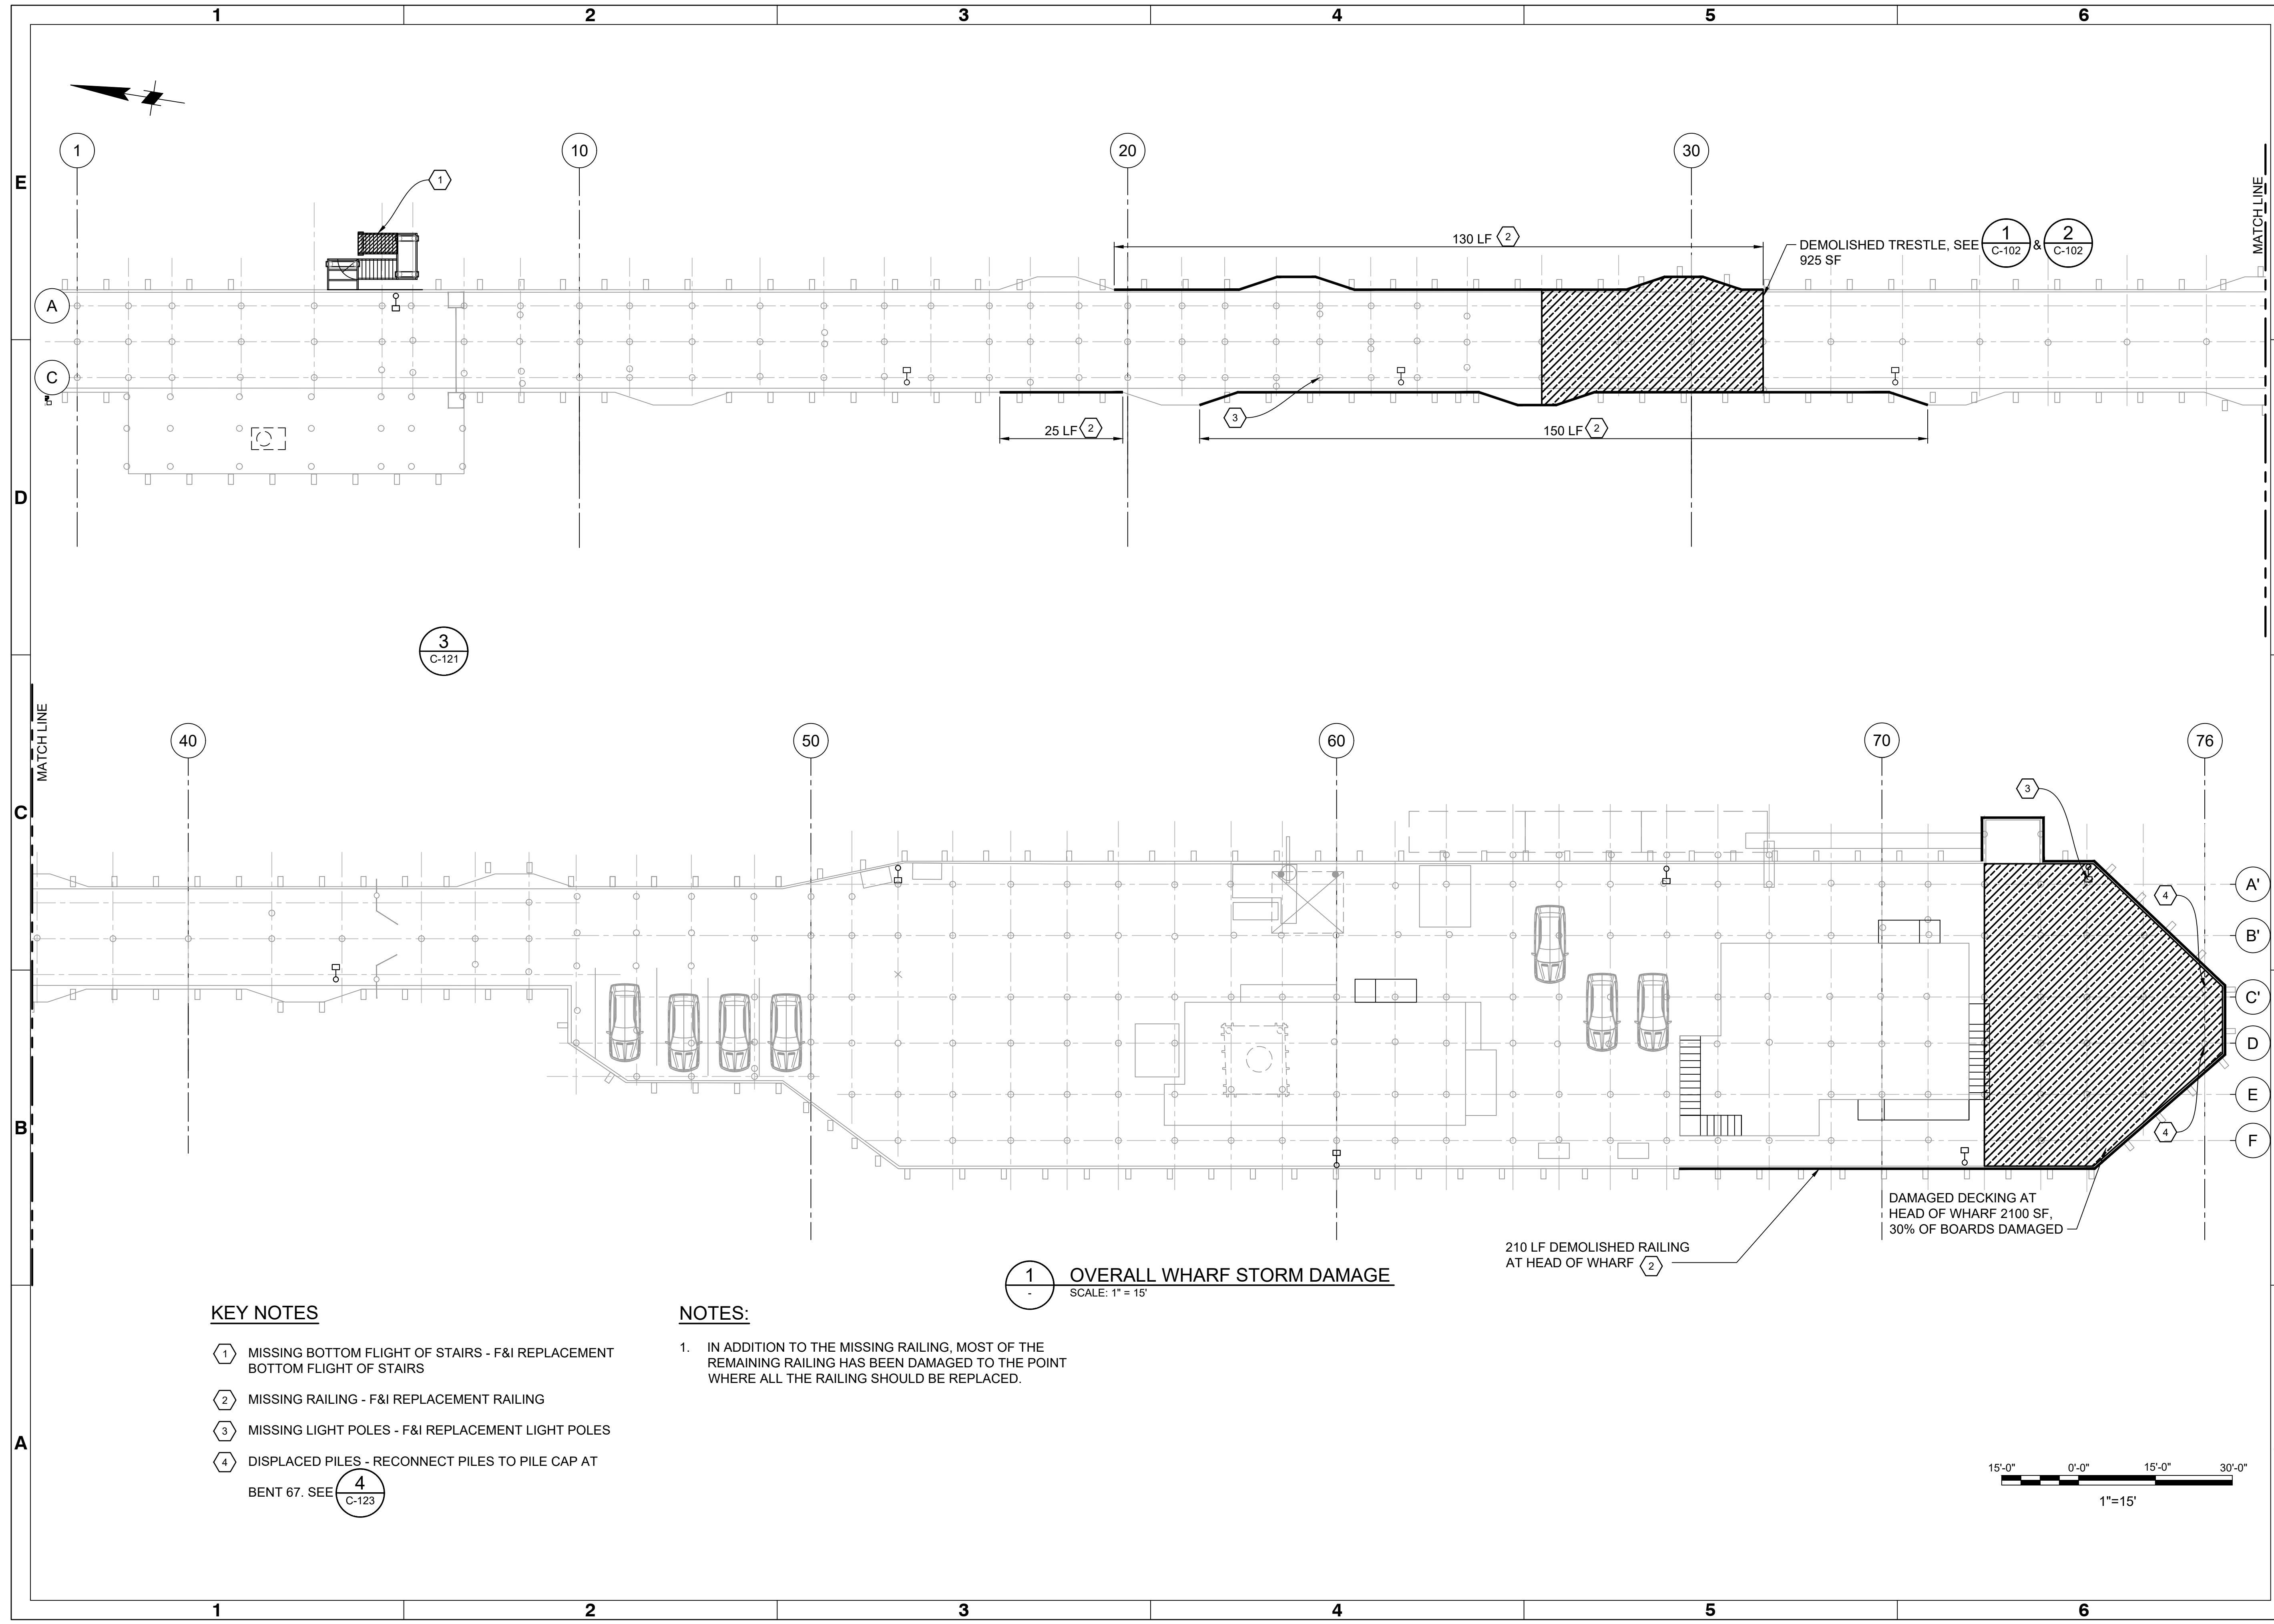 1 2 3 4 5 6
E
D
C
B
A
1 10 20 30
A
C
1
130 LF 2
DEMOLISHED TRESTLE, SEE 1 C-102 & 2 C-102
925 SF
MATCH LINE
3
25 LF 2
150 LF 2
3
C-121
MATCH LINE
40 50 60 70 76
3
4
A'
B'
C'
D
E
F
4
DAMAGED DECKING AT
HEAD OF WHARF 2100 SF,
30% OF BOARDS DAMAGED
210 LF DEMOLISHED RAILING
AT HEAD OF WHARF 2
1
-
OVERALL WHARF STORM DAMAGE
SCALE: 1" = 15'
KEY NOTES
1 MISSING BOTTOM FLIGHT OF STAIRS - F&I REPLACEMENT
BOTTOM FLIGHT OF STAIRS
2 MISSING RAILING - F&I REPLACEMENT RAILING
3 MISSING LIGHT POLES - F&I REPLACEMENT LIGHT POLES
4 DISPLACED PILES - RECONNECT PILES TO PILE CAP AT
BENT 67. SEE 4 C-123
NOTES:
1. IN ADDITION TO THE MISSING RAILING, MOST OF THE
REMAINING RAILING HAS BEEN DAMAGED TO THE POINT
WHERE ALL THE RAILING SHOULD BE REPLACED.
15'-0" 0'-0" 15'-0" 30'-0"
1"=15'
1 2 3 4 5 6